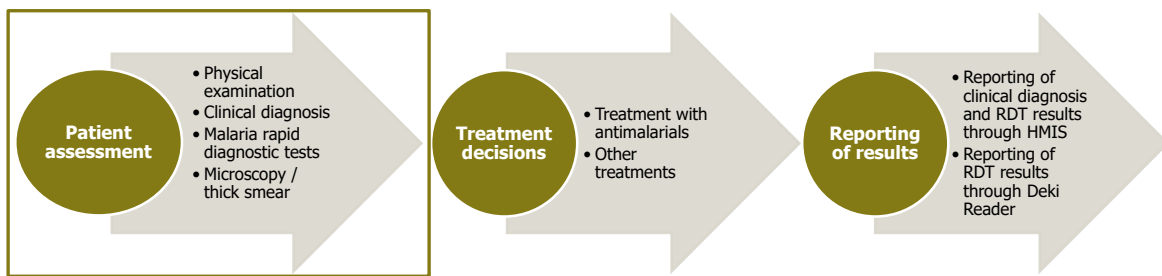 Patient
assessment
• Physical
examination
• Clinical diagnosis
• Malaria rapid
diagnostic tests
• Microscopy /
thick smear
Treatment
decisions
• Treatment with
antimalarials
• Other
treatments
Reporting
of results
• Reporting of
clinical diagnosis
and RDT results
through HMIS
• Reporting of
RDT results
through Deki
Reader